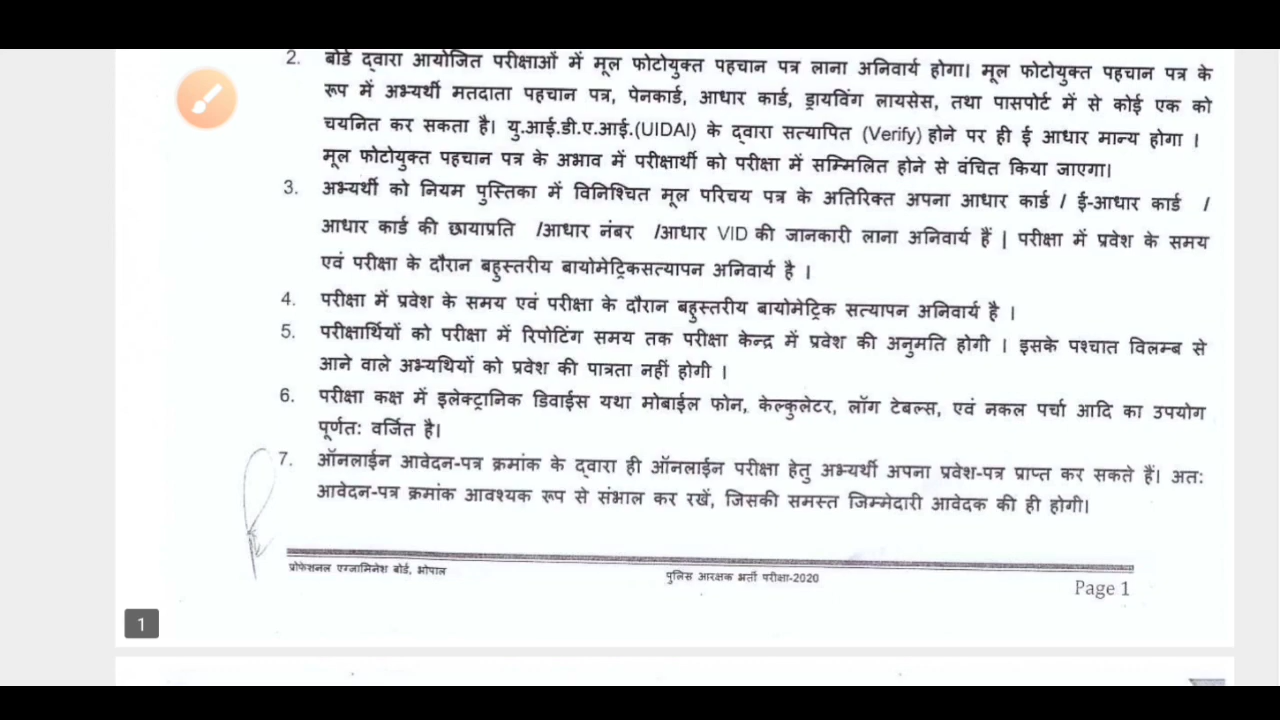 2. बोर्ड द्वारा आयोजित परीक्षाओं में मूल फोटोयुक्त पहचान पत्र लाना अनिवार्य होगा। मूल फोटोयुक्त पहचान पत्र के
रूप में अभ्यर्थी मतदाता पहचान पत्र, पेनकार्ड, आधार कार्ड, ड्रायविंग लायसेस, तथा पासपोर्ट में से कोई एक को
चयनित कर सकता है। यु.आई.डी.ए.आई.(UIDAI) के द्वारा सत्यापित (Verify) होने पर ही ई आधार मान्य होगा ।
मूल फोटोयुक्त पहचान पत्र के अभाव में परीक्षार्थी को परीक्षा में सम्मिलित होने से वंचित किया जाएगा।
3. अभ्यर्थी को नियम पुस्तिका में विनिश्चित मूल परिचय पत्र के अतिरिक्त अपना आधार कार्ड / ई-आधार कार्ड /
आधार कार्ड की छायाप्रति /आधार नंबर /आधार VID की जानकारी लाना अनिवार्य हैं | परीक्षा में प्रवेश के समय
एवं परीक्षा के दौरान बहुस्तरीय बायोमेट्रिकसत्यापन अनिवार्य है ।
4. परीक्षा में प्रवेश के समय एवं परीक्षा के दौरान बहुस्तरीय बायोमेट्रिक सत्यापन अनिवार्य है ।
5. परीक्षार्थियों को परीक्षा में रिपोटिंग समय तक परीक्षा केन्द्र में प्रवेश की अनुमति होगी । इसके पश्चात विलम्ब से
आने वाले अभ्यथियों को प्रवेश की पात्रता नहीं होगी ।
6. परीक्षा कक्ष में इलेक्ट्रानिक डिवाईस यथा मोबाईल फोन, केल्कुलेटर, लॉग टेबल्स, एवं नकल पर्चा आदि का उपयोग
पूर्णतः वर्जित है।
7. ऑनलाईन आवेदन-पत्र क्रमांक के द्वारा ही ऑनलाईन परीक्षा हेतु अभ्यर्थी अपना प्रवेश-पत्र प्राप्त कर सकते हैं। अतः
आवेदन-पत्र क्रमांक आवश्यक रूप से संभाल कर रखें, जिसकी समस्त जिम्मेदारी आवेदक की ही होगी।
प्रोफेशनल एग्जामिनेश बोर्ड, भोपाल
पुलिस आरक्षक भर्ती परीक्षा-2020
Page 1
1